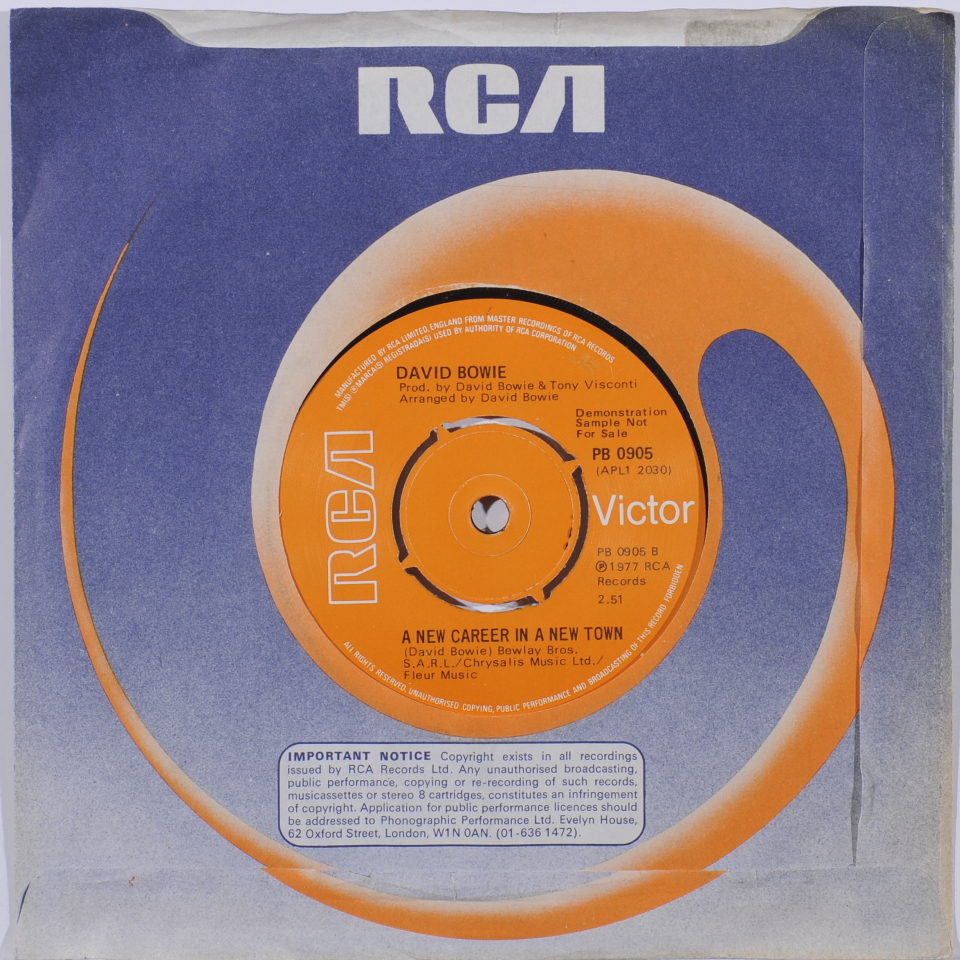 RCA
MANUFACTURED BY RCA LIMITED, ENGLAND FROM MASTER RECORDINGS OF RCA RECORDS
TM(S) ® MARCA(S) REGISTRADA(S) USED BY AUTHORITY OF RCA CORPORATION
DAVID BOWIE
Prod. by David Bowie & Tony Visconti
Arranged by David Bowie
Demonstration
Sample Not
For Sale
PB 0905
(APL1 2030)
RCA
Victor
PB 0905 B
Ⓟ1977 RCA
Records
2.51
A NEW CAREER IN A NEW TOWN
(David Bowie) Bewlay Bros.
S.A.R.L./Chrysalis Music Ltd./
Fleur Music
ALL RIGHTS RESERVED, UNAUTHORISED COPYING, PUBLIC PERFORMANCE AND BROADCASTING OF THIS RECORD FORBIDDEN
IMPORTANT NOTICE Copyright exists in all recordings
issued by RCA Records Ltd. Any unauthorised broadcasting,
public performance, copying or re-recording of such records,
musicassettes or stereo 8 cartridges, constitutes an infringement
of copyright. Application for public performance licences should
be addressed to Phonographic Performance Ltd. Evelyn House,
62 Oxford Street, London, W1N 0AN. (01-636 1472).